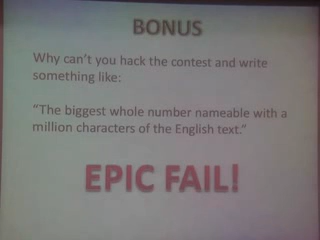 BONUS
Why can't you hack the contest and write
something like:
"The biggest whole number nameable with a
million characters of the English text."
EPIC FAIL!